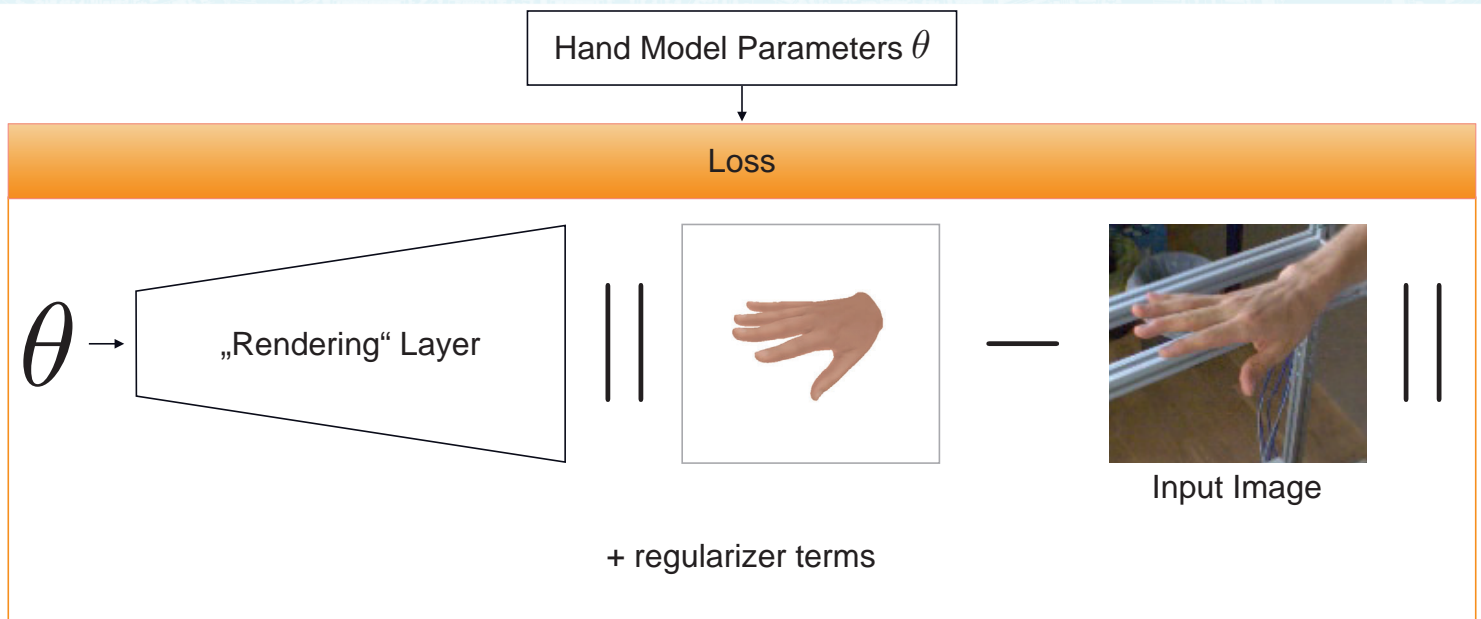 Hand Model Parameters θ
Loss
θ → „Rendering“ Layer || — ||
Input Image
+ regularizer terms